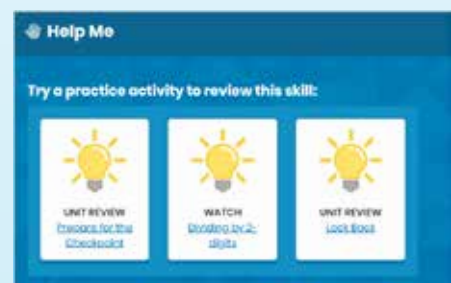 Help Me
Try a practice activity to review this skill:
UNIT REVIEW
Prepare for the
Checkpoint
WATCH
Dividing by 2-
digits
UNIT REVIEW
Look Back